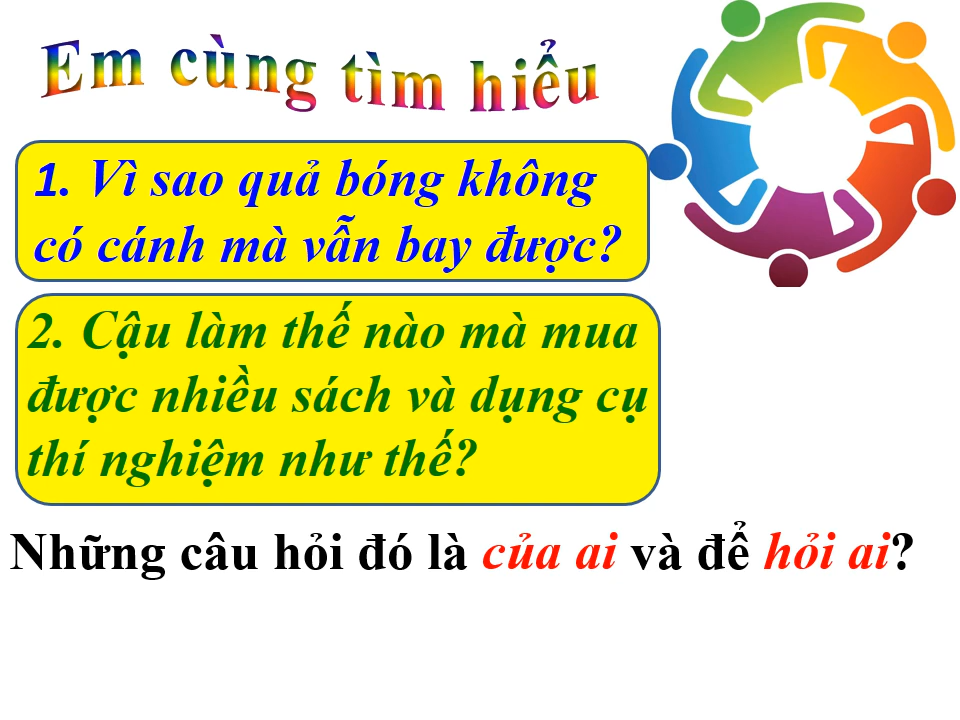 Em cùng tìm hiểu
1. Vì sao quả bóng không
có cánh mà vẫn bay được?
2. Cậu làm thế nào mà mua
được nhiều sách và dụng cụ
thí nghiệm như thế?
Những câu hỏi đó là của ai và để hỏi ai?